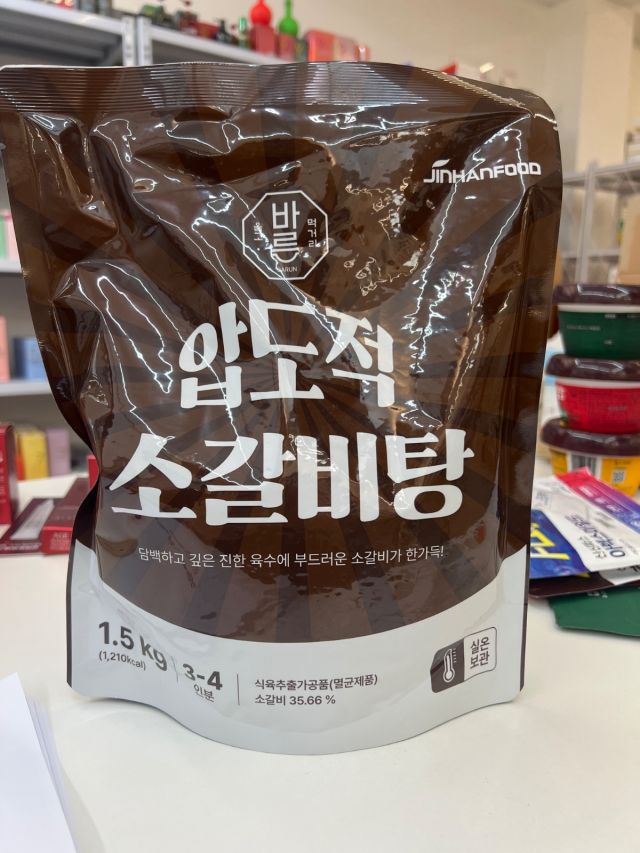 JINHANFOOD
바른
먹거리
BARUN
압도적
소갈비탕
담백하고 깊은 진한 육수에 부드러운 소갈비가 한가득!
1.5 kg
(1,210kcal)
3-4
인분
식육추출가공품(멸균제품)
소갈비 35.66 %
실온
보관